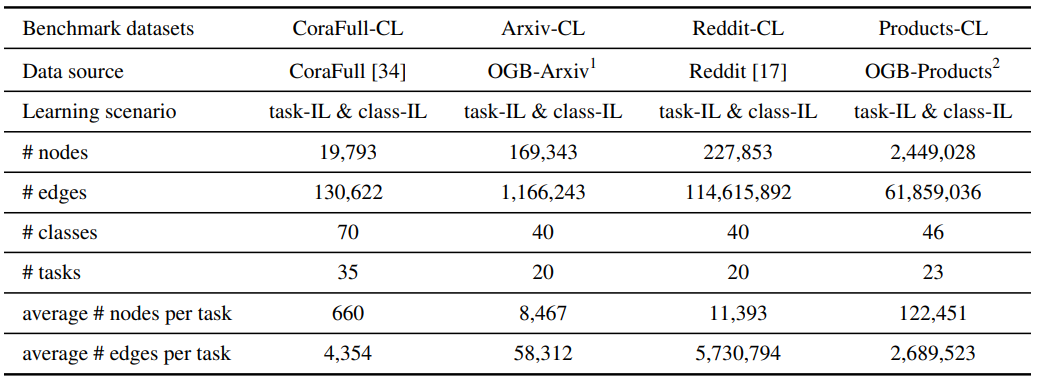 Benchmark datasets CoraFull-CL Arxiv-CL Reddit-CL Products-CL
Data source CoraFull [34] OGB-Arxiv1 Reddit [17] OGB-Products2
Learning scenario task-IL & class-IL task-IL & class-IL task-IL & class-IL task-IL & class-IL
# nodes 19,793 169,343 227,853 2,449,028
# edges 130,622 1,166,243 114,615,892 61,859,036
# classes 70 40 40 46
# tasks 35 20 20 23
average # nodes per task 660 8,467 11,393 122,451
average # edges per task 4,354 58,312 5,730,794 2,689,523